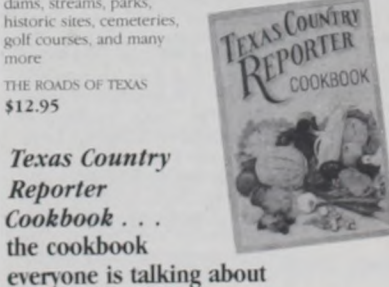 dams, streams, parks,
historic sites, cemeteries,
golf courses, and many
more
THE ROADS OF TEXAS
$12.95
TEXAS COUNTRY
REPORTER
COOKBOOK
Texas Country
Reporter
Cookbook . . .
the cookbook
everyone is talking about